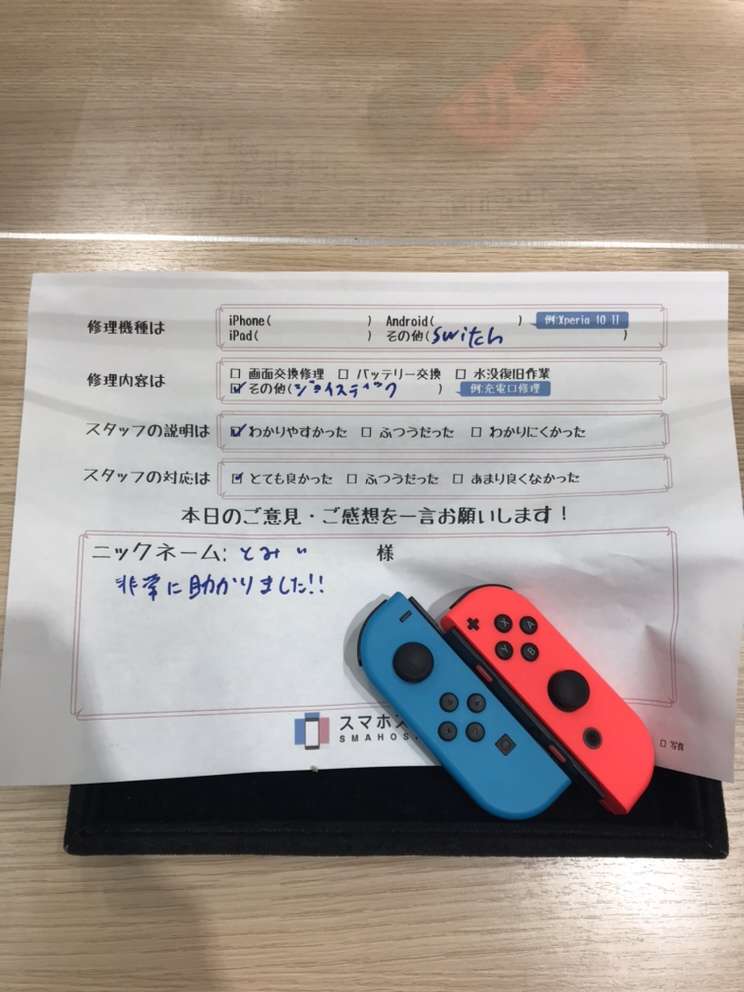 修理機種は
iPhone( ) Android( ) 例:Xperia 10 II
iPad( ) その他(switch )
修理内容は
□ 画面交換修理 □ バッテリー交換 □ 水没復旧作業
☑ その他(ジョイスティック ) 例:充電口修理
スタッフの説明は ☑ わかりやすかった □ ふつうだった □ わかりにくかった
スタッフの対応は ☑ とても良かった □ ふつうだった □ あまり良くなかった
本日のご意見・ご感想を一言お願いします!
ニックネーム: とみぃ 様
非常に助かりました!!
スマホ
SMAHOS
□ 写真
X A
Y B